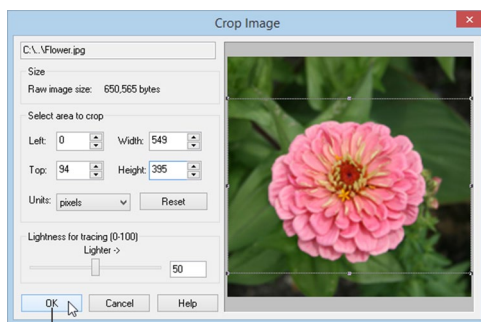 Crop Image
C:\..\Flower.jpg
Size
Raw image size: 650,565 bytes
Select area to crop
Left: 0 Width: 549
Top: 94 Height: 395
Units: pixels Reset
Lightness for tracing (0-100)
Lighter ->
50
OK Cancel Help